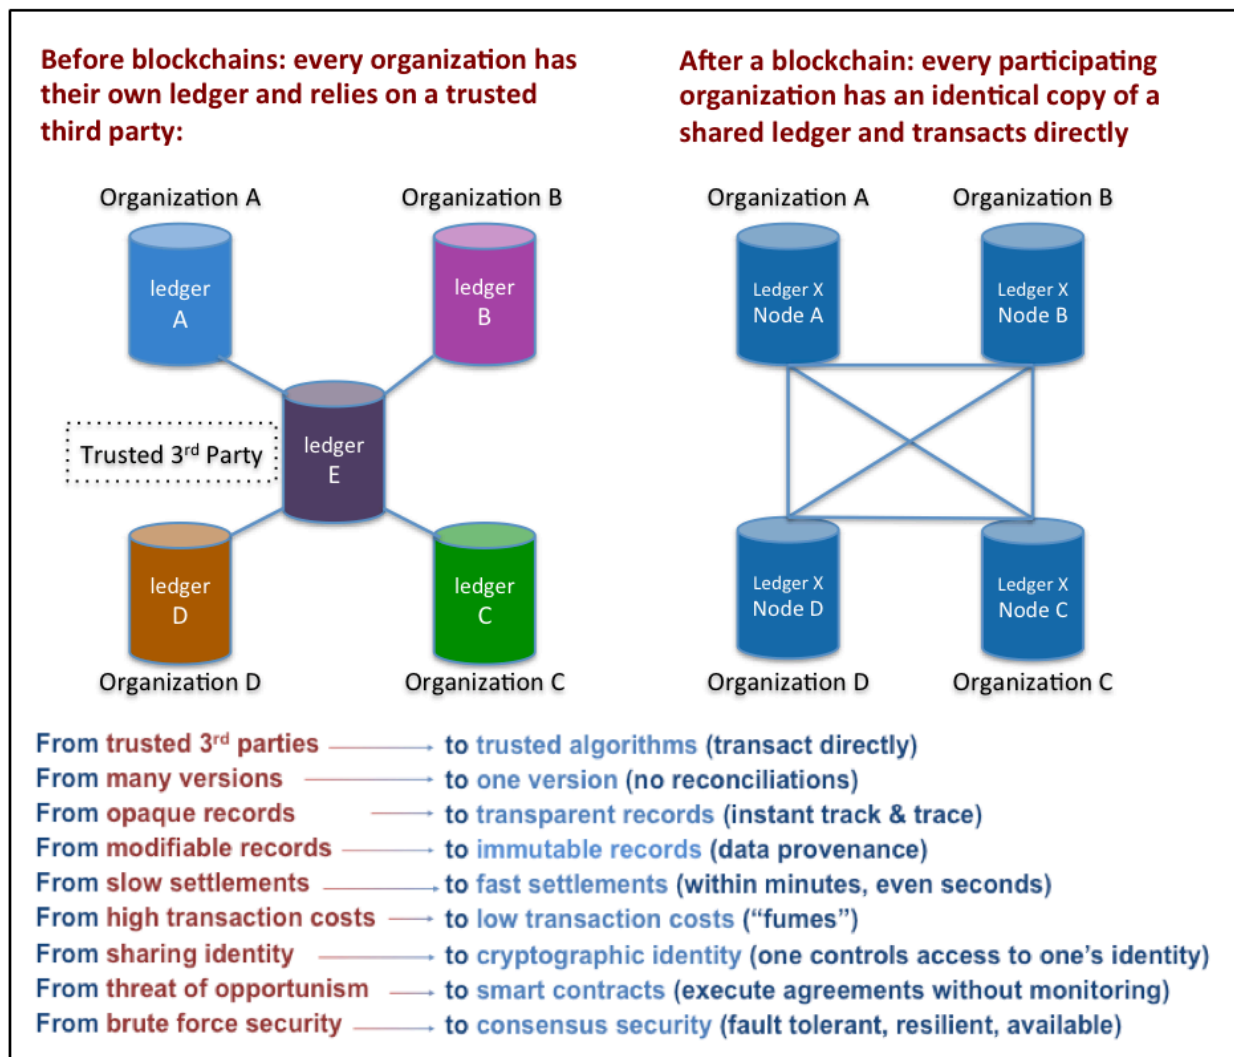 Before blockchains: every organization has
their own ledger and relies on a trusted
third party:
Organization A
Organization B
ledger
A
ledger
B
Trusted 3rd Party
ledger
E
ledger
D
ledger
C
Organization D
Organization C
After a blockchain: every participating
organization has an identical copy of a
shared ledger and transacts directly
Organization A
Organization B
Ledger X
Node A
Ledger X
Node B
Ledger X
Node D
Ledger X
Node C
Organization D
Organization C
From trusted 3rd parties to trusted algorithms (transact directly)
From many versions to one version (no reconciliations)
From opaque records to transparent records (instant track & trace)
From modifiable records to immutable records (data provenance)
From slow settlements to fast settlements (within minutes, even seconds)
From high transaction costs to low transaction costs (“fumes”)
From sharing identity to cryptographic identity (one controls access to one’s identity)
From threat of opportunism to smart contracts (execute agreements without monitoring)
From brute force security to consensus security (fault tolerant, resilient, available)